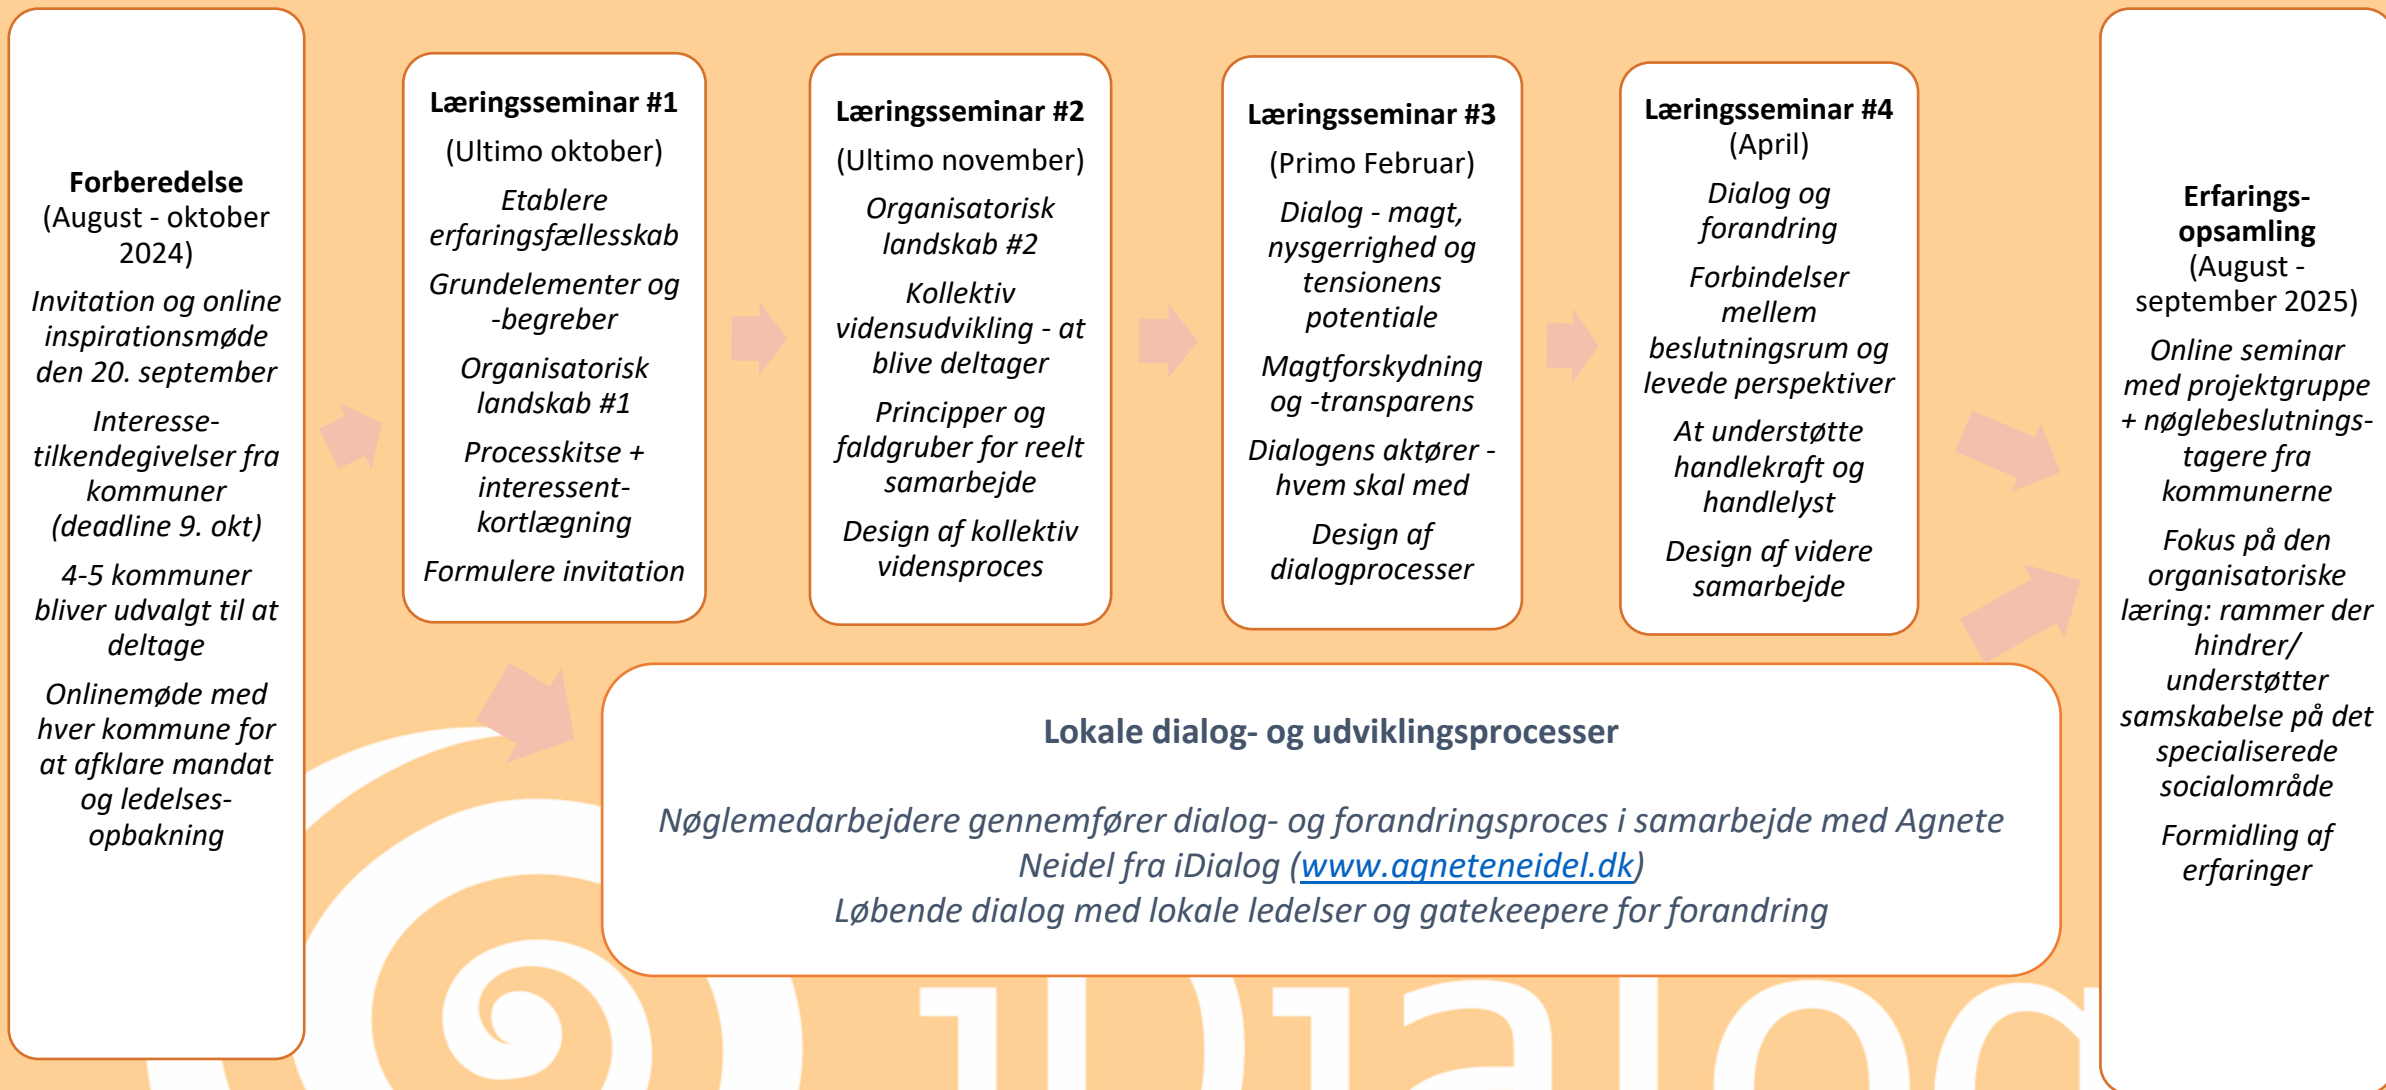 Forberedelse
(August - oktober
2024)
Invitation og online
inspirationsmøde
den 20. september
Interesse-
tilkendegivelser fra
kommuner
(deadline 9. okt)
4-5 kommuner
bliver udvalgt til at
deltage
Onlinemøde med
hver kommune for
at afklare mandat
og ledelses-
opbakning
Læringsseminar #1
(Ultimo oktober)
Etablere
erfaringsfællesskab
Grundelementer og
-begreber
Organisatorisk
landskab #1
Processkitse +
interessent-
kortlægning
Formulere invitation
Læringsseminar #2
(Ultimo november)
Organisatorisk
landskab #2
Kollektiv
vidensudvikling - at
blive deltager
Principper og
faldgruber for reelt
samarbejde
Design af kollektiv
vidensproces
Læringsseminar #3
(Primo Februar)
Dialog - magt,
nysgerrighed og
tensionens
potentiale
Magtforskydning
og -transparens
Dialogens aktører -
hvem skal med
Design af
dialogprocesser
Læringsseminar #4
(April)
Dialog og
forandring
Forbindelser
mellem
beslutningsrum og
levede perspektiver
At understøtte
handlekraft og
handlelyst
Design af videre
samarbejde
Lokale dialog- og udviklingsprocesser
Nøglemedarbejdere gennemfører dialog- og forandringsproces i samarbejde med Agnete
Neidel fra iDialog (www.agneteneidel.dk)
Løbende dialog med lokale ledelser og gatekeepere for forandring
Erfarings-
opsamling
(August -
september 2025)
Online seminar
med projektgruppe
+ nøglebeslutnings-
tagere fra
kommunerne
Fokus på den
organisatoriske
læring: rammer der
hindrer/
understøtter
samskabelse på det
specialiserede
socialområde
Formidling af
erfaringer
iDialog